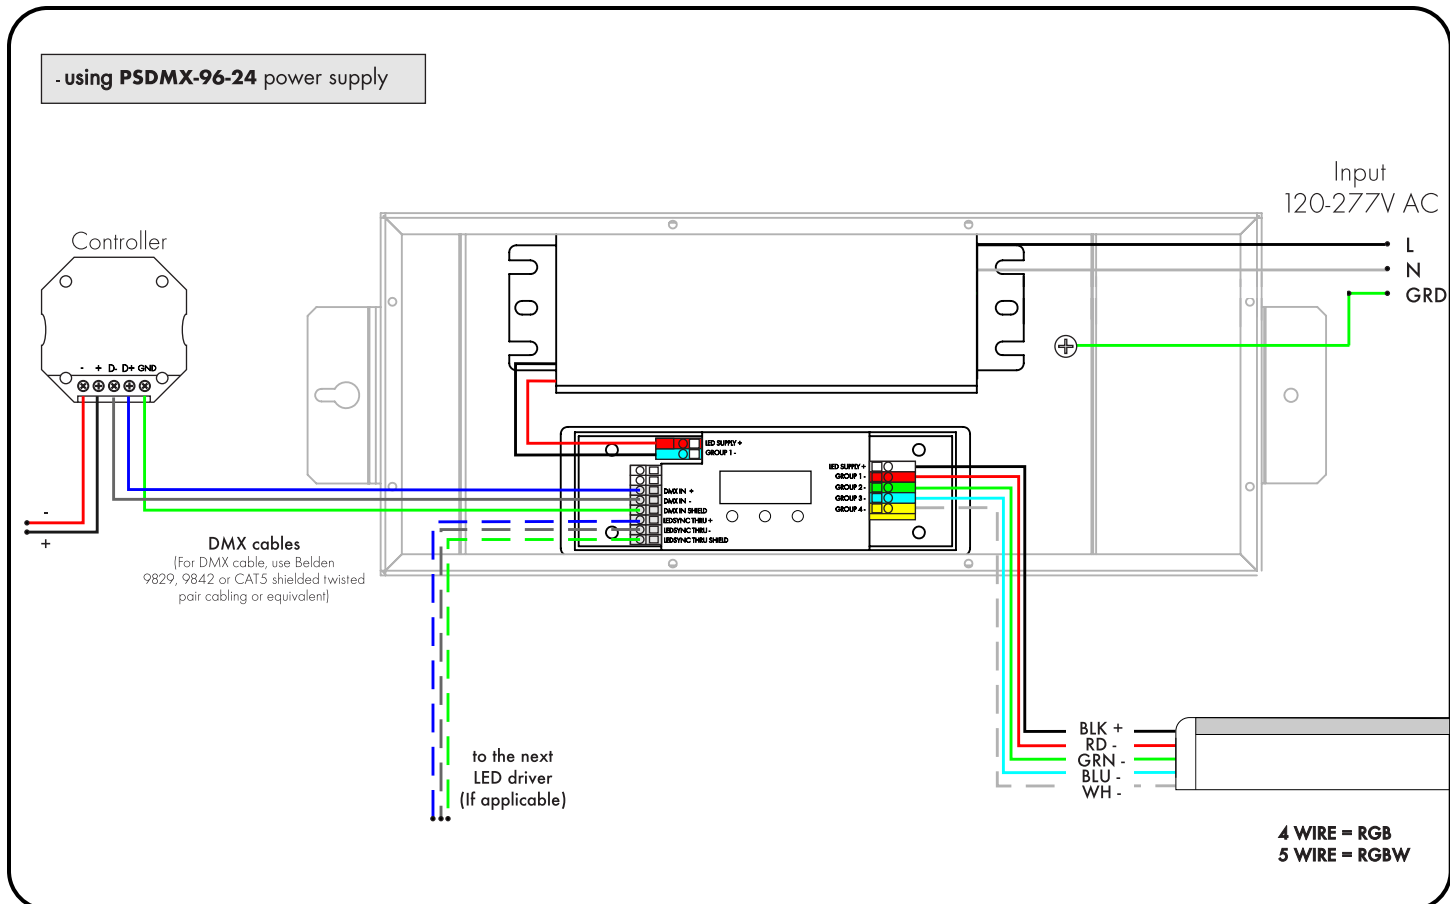 - using PSDMX-96-24 power supply
Input
120-277V AC
L
N
GRD
Controller
- + D- D+ GND
-
+
DMX cables
(For DMX cable, use Belden
9829, 9842 or CAT5 shielded twisted
pair cabling or equivalent)
LED SUPPLY +
GROUP 1 -
DMX IN +
DMX IN -
DMX IN SHIELD
LEDSYNC THRU +
LEDSYNC THRU -
LEDSYNC THRU SHIELD
LED SUPPLY +
GROUP 1 -
GROUP 2 -
GROUP 3 -
GROUP 4 -
to the next
LED driver
(If applicable)
BLK +
RD -
GRN -
BLU -
WH -
4 WIRE = RGB
5 WIRE = RGBW